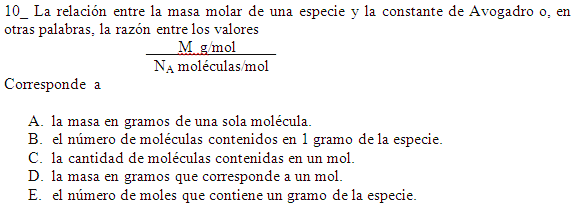 10_ La relación entre la masa molar de una especie y la constante de Avogadro o, en
otras palabras, la razón entre los valores
M g/mol
NA moléculas/mol
Corresponde a
A. la masa en gramos de una sola molécula.
B. el número de moléculas contenidos en 1 gramo de la especie.
C. la cantidad de moléculas contenidas en un mol.
D. la masa en gramos que corresponde a un mol.
E. el número de moles que contiene un gramo de la especie.